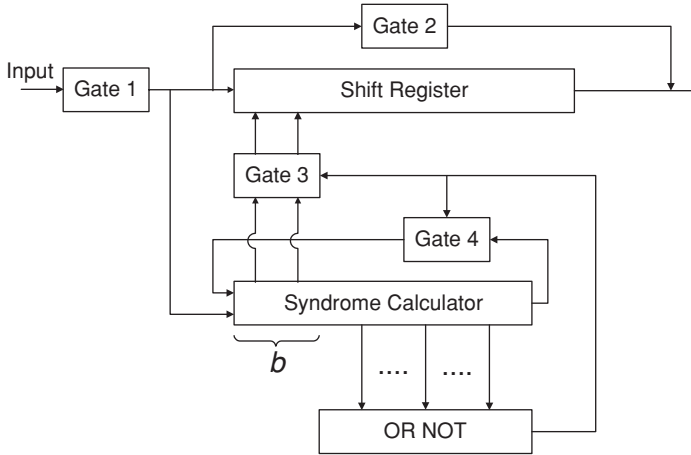 Gate 2
Input
Gate 1
Shift Register
Gate 3
Gate 4
Syndrome Calculator
b
.... ....
OR NOT